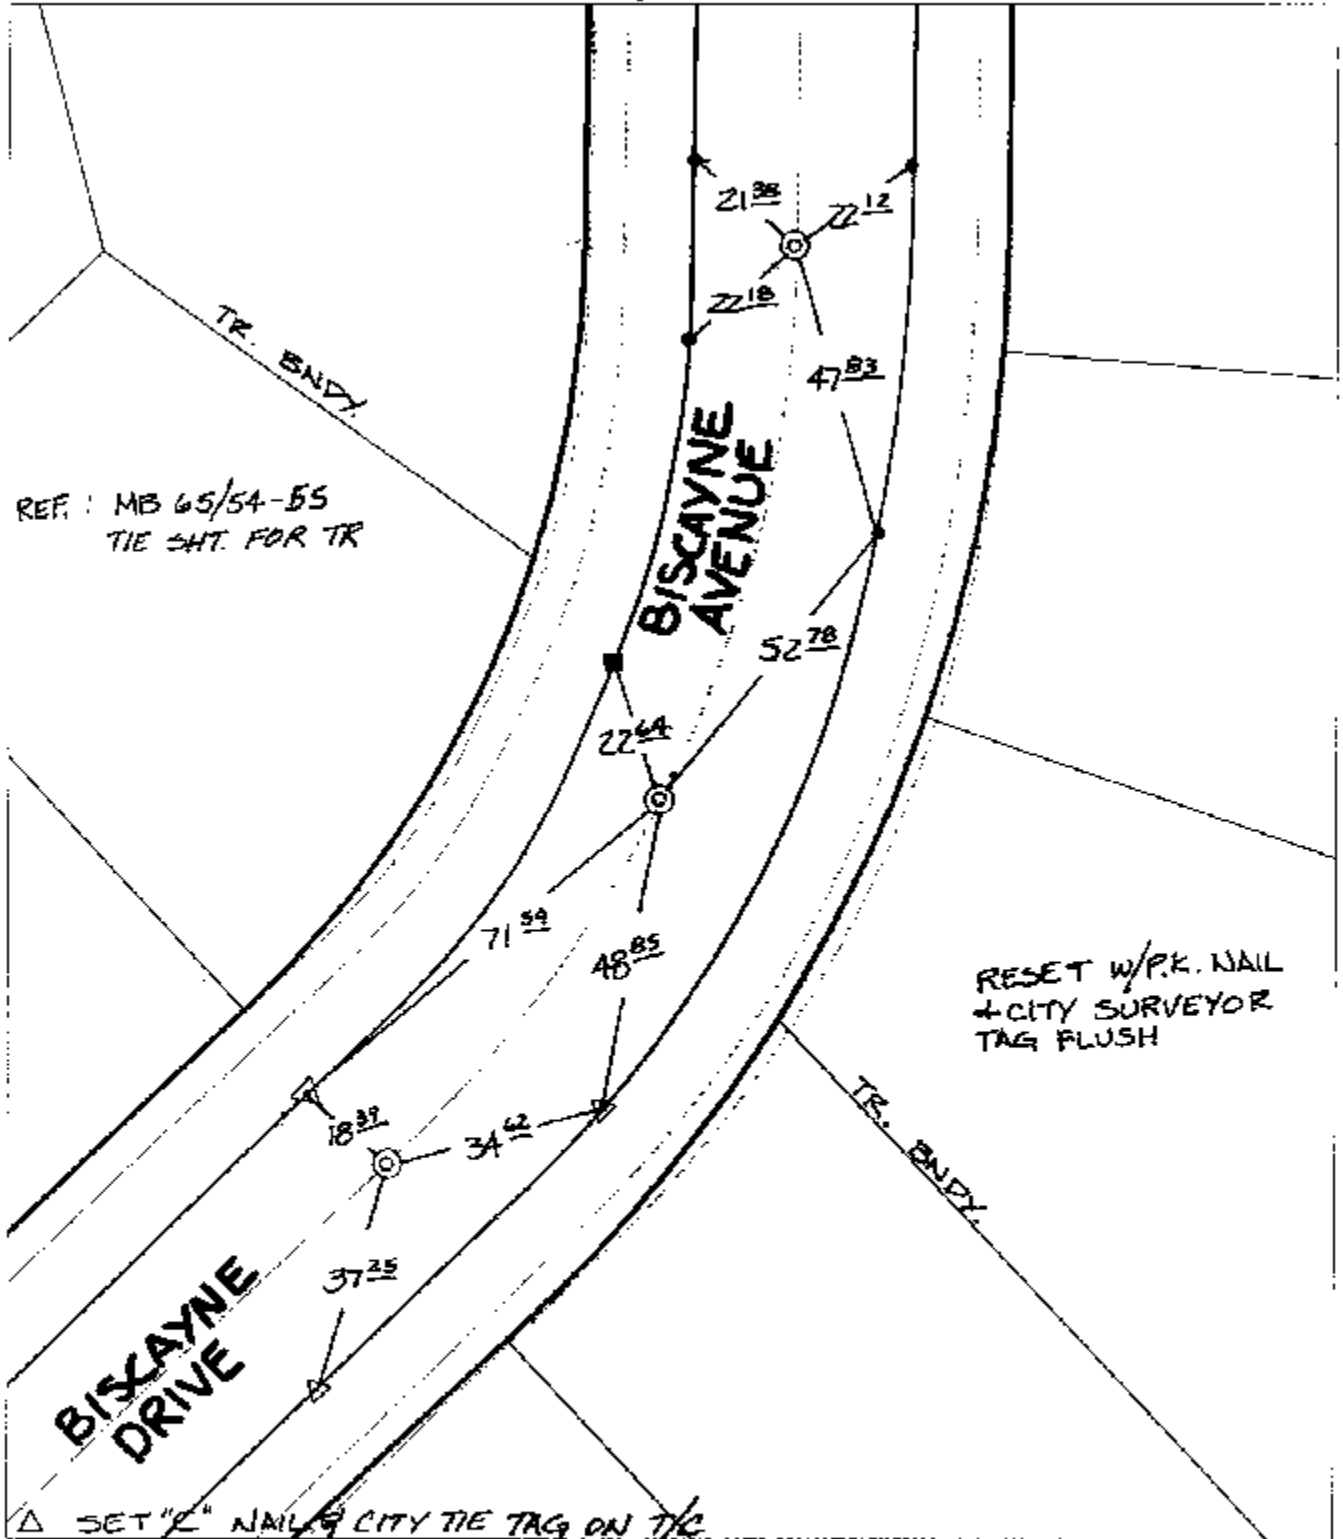 21 38
22 12
22 18
TR. BNDY.
47 83
BISCAYNE
AVENUE
REF. : MB 65/54-55
TIE SHT. FOR TR
52 78
22 64
71 54
48 85
RESET W/P.K. NAIL
& CITY SURVEYOR
TAG FLUSH
18 39
34 62
TR. BNDY.
37 25
BISCAYNE
DRIVE
△ SET "C" NAIL & CITY TIE TAG ON T/C